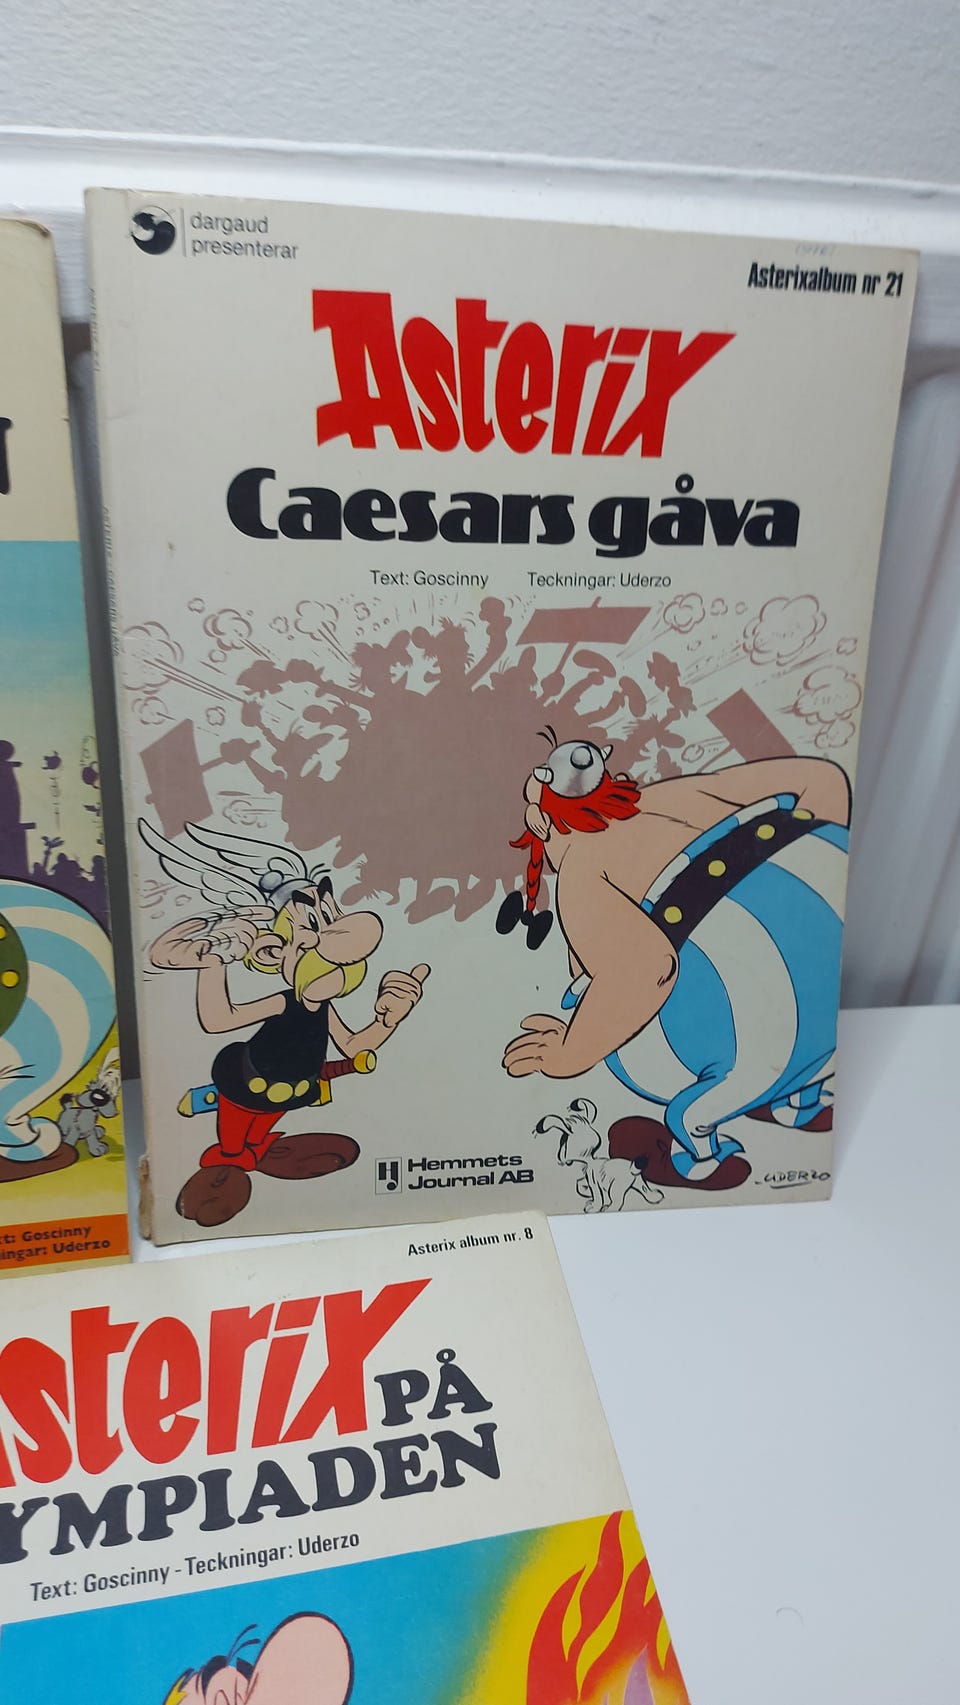 dargaud
presenterar
Asterixalbum nr 21
Asterix
Caesars gåva
Text: Goscinny Teckningar: Uderzo
Hemmets
Journal AB
UDERZO
Goscinny
Uderzo
Asterix album nr. 8
sterix PÅ
YMPIADEN
Text: Goscinny - Teckningar: Uderzo